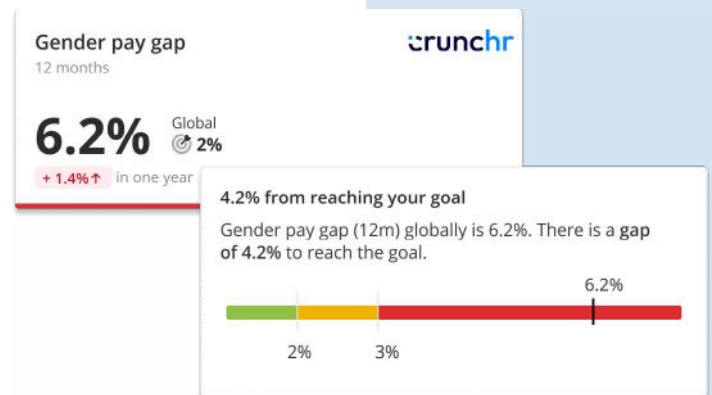 Gender pay gap
crunchr
12 months
6.2%
Global
2%
+ 1.4%↑ in one year
4.2% from reaching your goal
Gender pay gap (12m) globally is 6.2%. There is a gap
of 4.2% to reach the goal.
6.2%
2% 3%